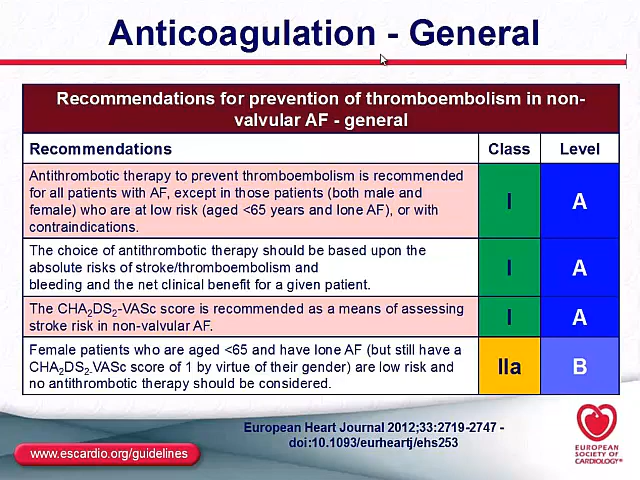 Anticoagulation - General
Recommendations for prevention of thromboembolism in non-
valvular AF - general
Recommendations Class Level
Antithrombotic therapy to prevent thromboembolism is recommended
for all patients with AF, except in those patients (both male and
female) who are at low risk (aged <65 years and lone AF), or with
contraindications.
I A
The choice of antithrombotic therapy should be based upon the
absolute risks of stroke/thromboembolism and
bleeding and the net clinical benefit for a given patient.
I A
The CHA₂DS₂-VASc score is recommended as a means of assessing
stroke risk in non-valvular AF.
I A
Female patients who are aged <65 and have lone AF (but still have a
CHA₂DS₂-VASc score of 1 by virtue of their gender) are low risk and
no antithrombotic therapy should be considered.
IIa B
European Heart Journal 2012;33:2719-2747 -
doi:10.1093/eurheartj/ehs253
www.escardio.org/guidelines
EUROPEAN
SOCIETY OF
CARDIOLOGY®